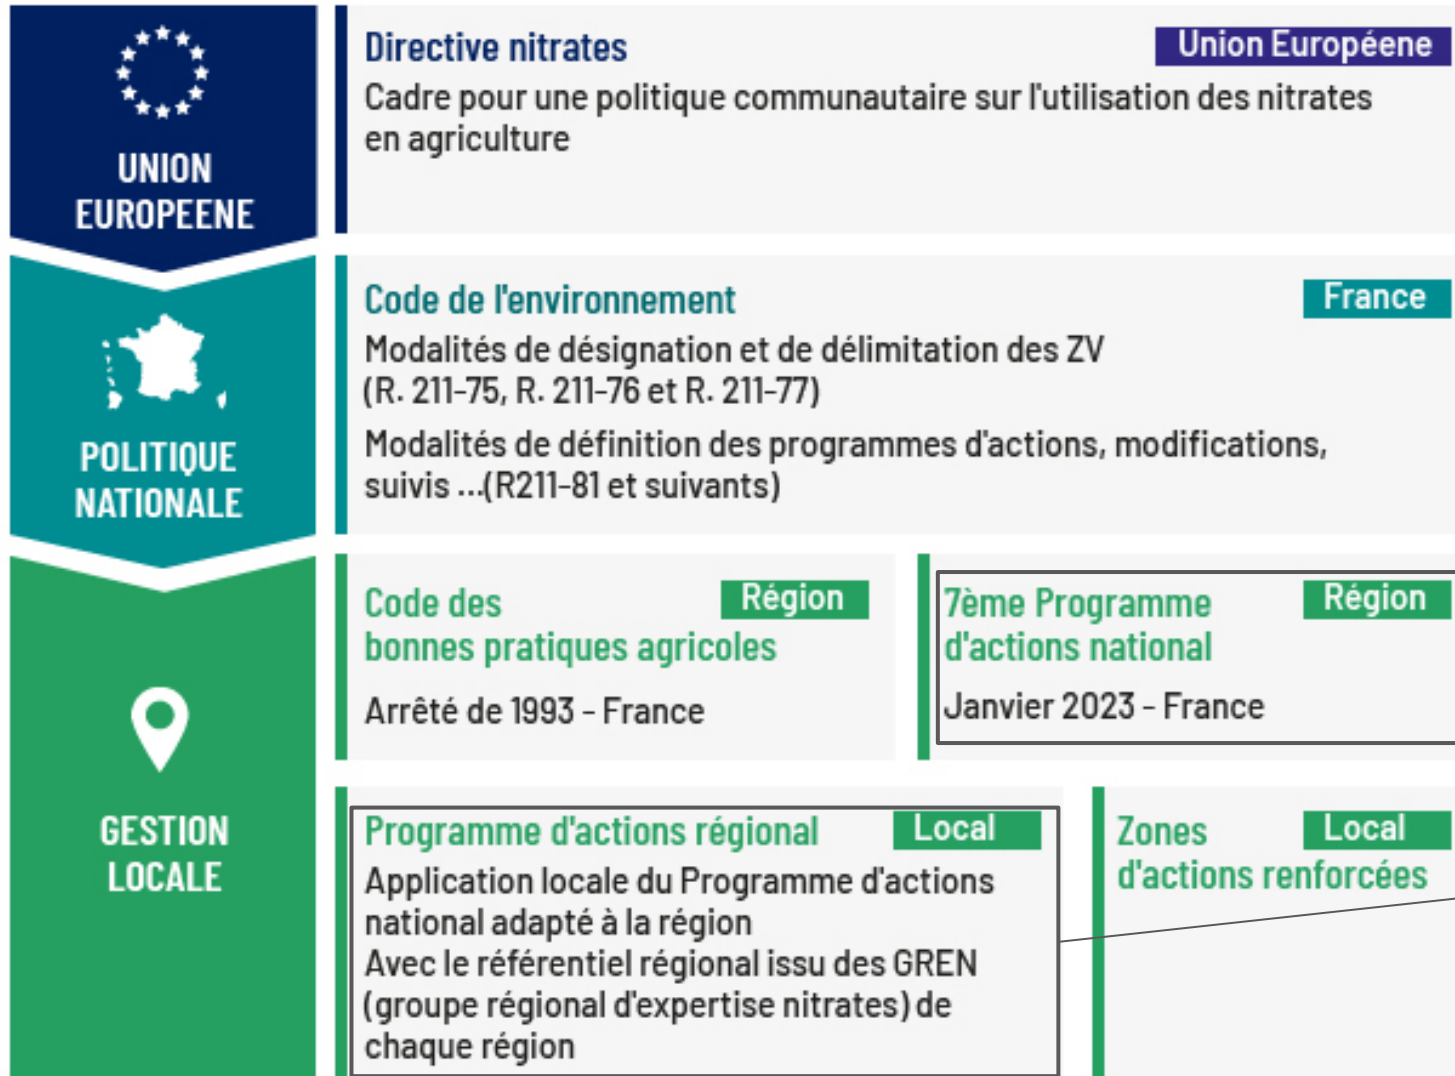 UNION
EUROPEENE
Directive nitrates
Union Européene
Cadre pour une politique communautaire sur l'utilisation des nitrates
en agriculture
POLITIQUE
NATIONALE
Code de l'environnement
France
Modalités de désignation et de délimitation des ZV
(R. 211-75, R. 211-76 et R. 211-77)
Modalités de définition des programmes d'actions, modifications,
suivis ...(R211-81 et suivants)
GESTION
LOCALE
Code des
bonnes pratiques agricoles
Région
Arrêté de 1993 - France
7ème Programme
d'actions national
Région
Janvier 2023 - France
Programme d'actions régional
Local
Application locale du Programme d'actions
national adapté à la région
Avec le référentiel régional issu des GREN
(groupe régional d'expertise nitrates) de
chaque région
Zones
d'actions renforcées
Local